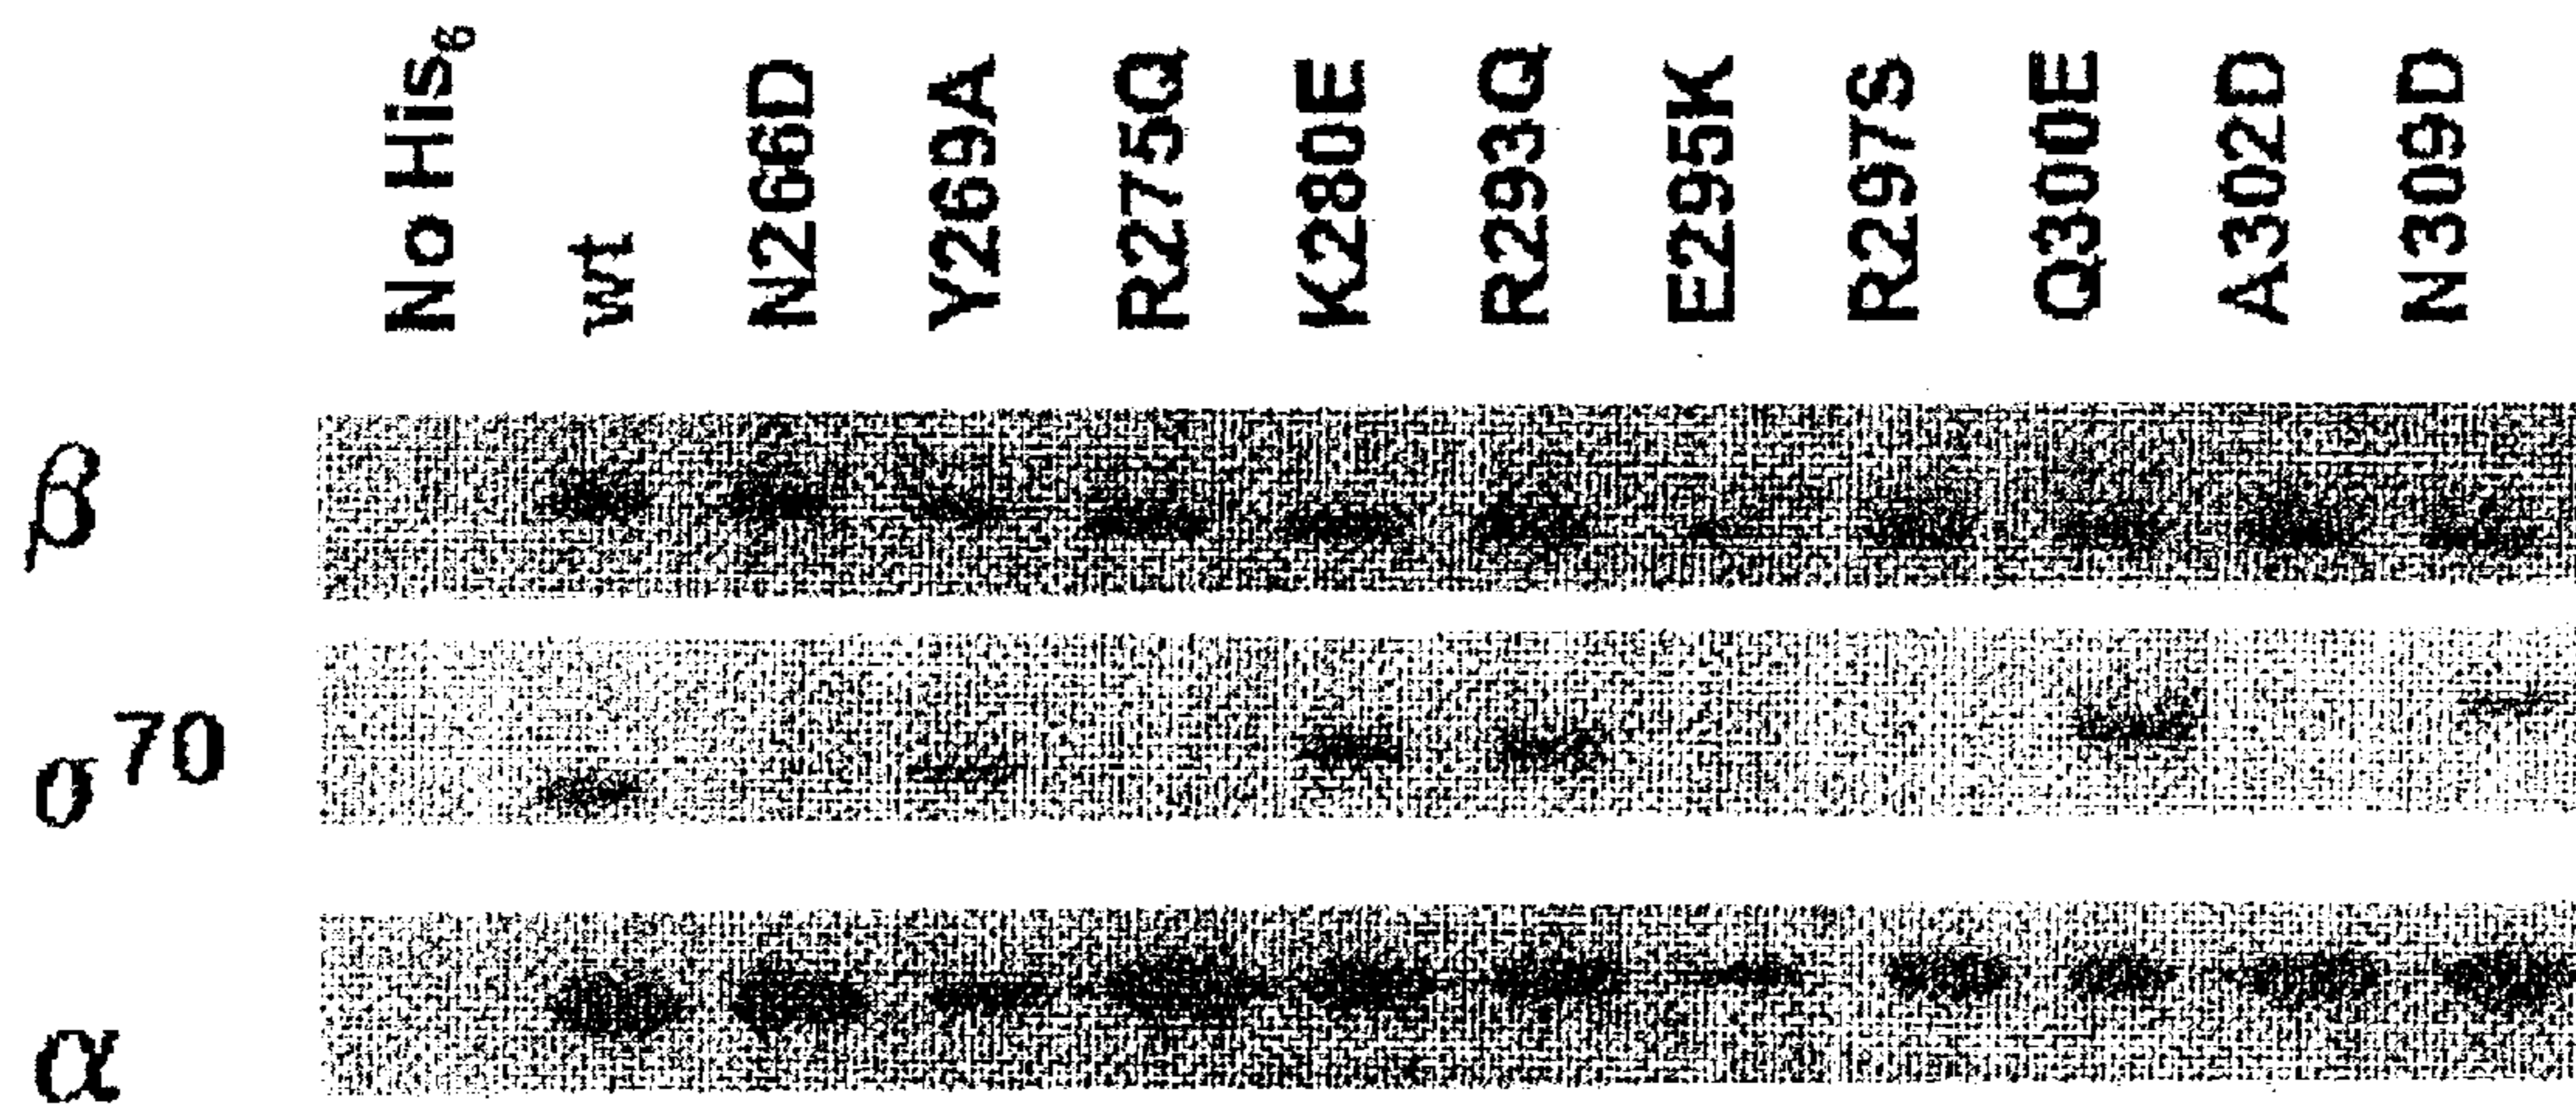 No His₆ wt N266D Y269A R275Q K280E R293Q E295K R297S Q300E A302D N309D
β
σ⁷⁰
α